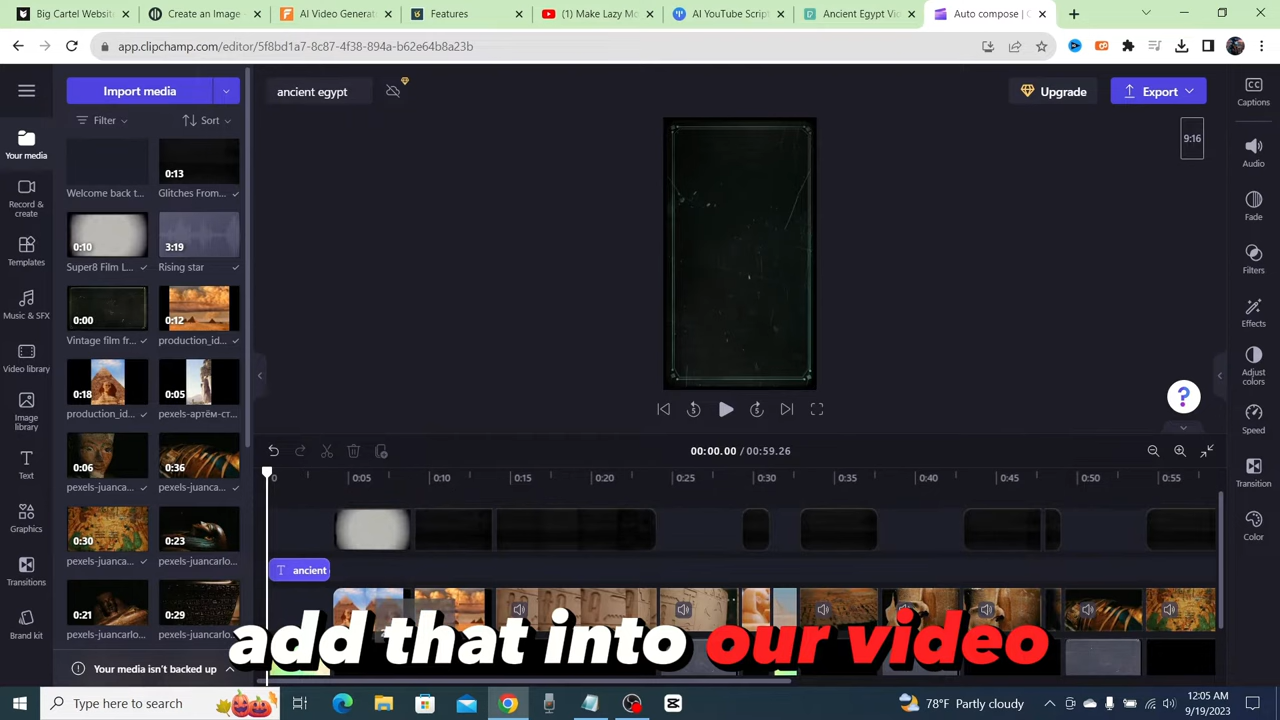 Big Cartel Websit
Create an Image
AI Video Generat
Features
(1) Make Lazy Mo
AI YouTube Script
Ancient Egypt Vi
Auto compose | C
app.clipchamp.com/editor/5f8bd1a7-8c87-4f38-
Import media
ancient egypt
Upgrade
Export
Captions
Filter
Sort
9:16
Your media
0:13
Welcome back t...
Glitches From...
Audio
Record & create
0:10
3:19
Fade
Super8 Film L...
Rising star
Templates
Filters
0:00
0:12
Music & SFX
Vintage film fr...
production_id...
Effects
Video library
0:18
0:05
Adjust colors
production_id...
pexels-артём-ст...
Image library
0:06
0:36
Speed
pexels-juanca...
pexels-juancarlo...
00:00.00 / 00:59.26
Text
0
0:05
0:10
0:15
0:20
0:25
0:30
0:35
0:40
0:45
0:50
0:55
Transition
Graphics
0:30
0:23
pexels-juanca...
pexels-juancarlo...
Color
Transitions
T ancient
0:21
0:29
pexels-juanca...
pexels-juancarlo...
Brand kit
add that into our video
Your media isn't backed up
Type here to search
78°F Partly cloudy
12:05 AM
9/19/2023